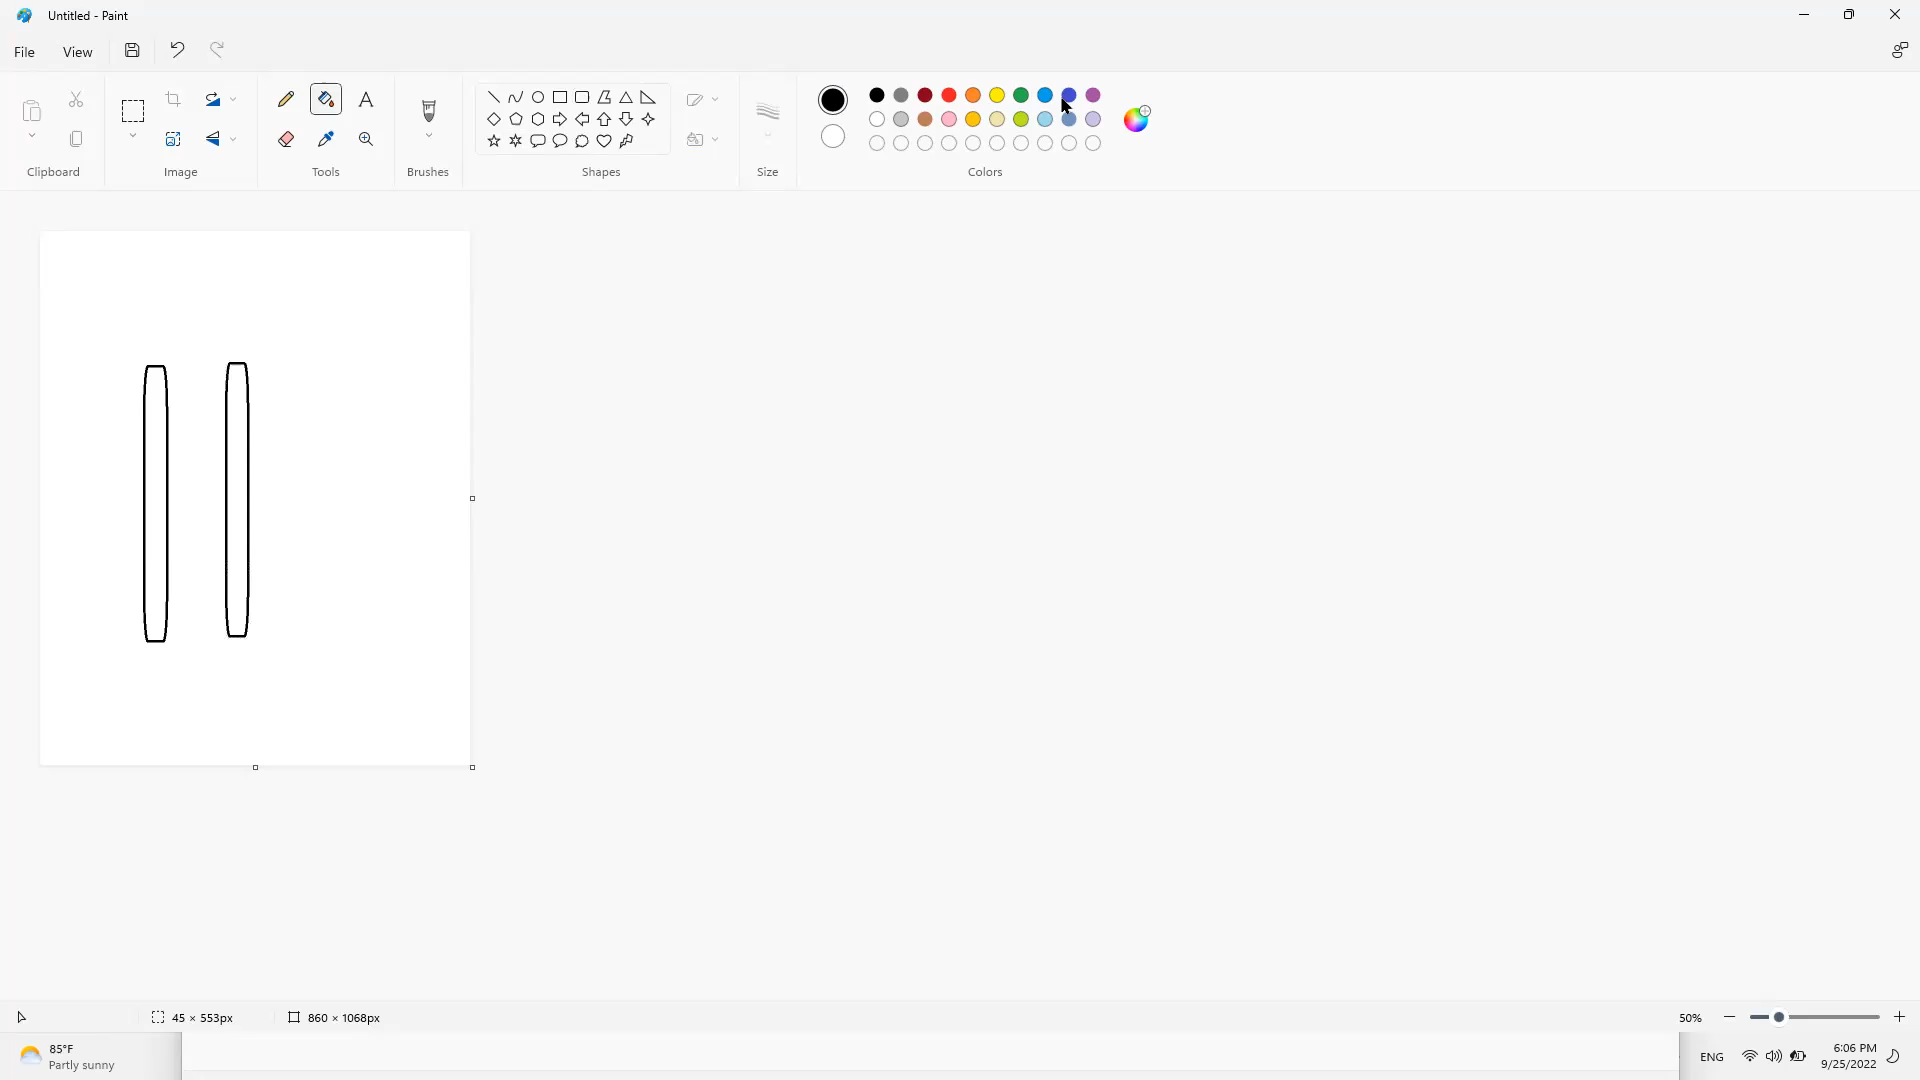 Untitled - Paint
File
View
Clipboard
Image
Tools
Brushes
Shapes
Size
Colors
45 × 553px
860 × 1068px
50%
85°F
Partly sunny
ENG
6:06 PM
9/25/2022